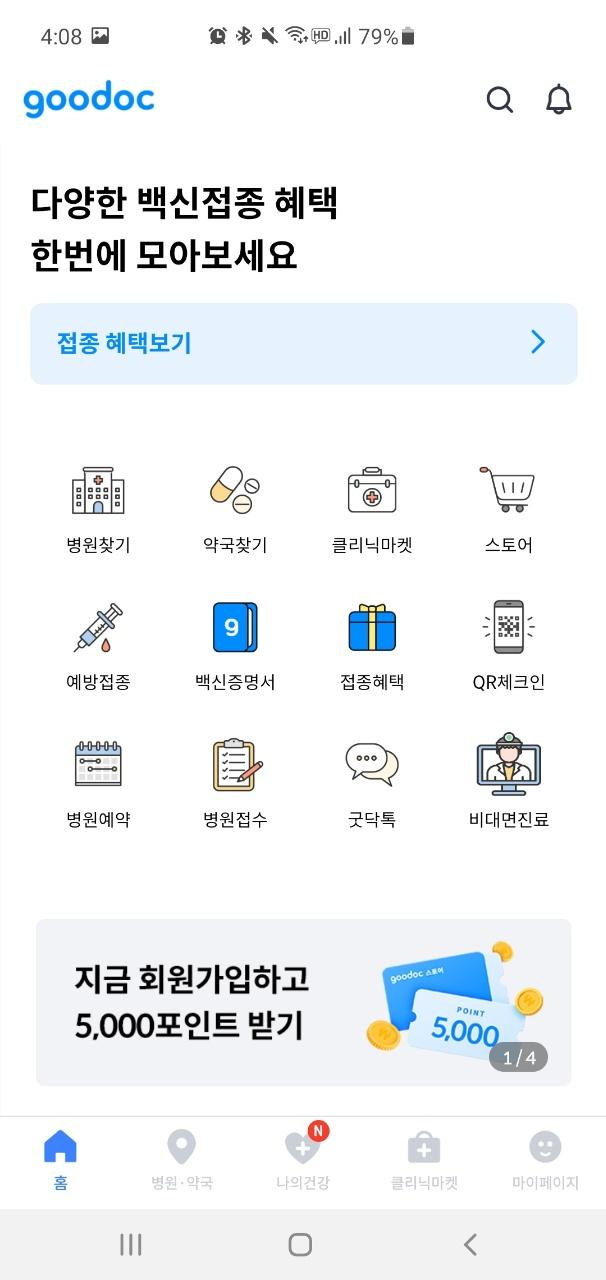 4:08 HD 79%
goodoc
다양한 백신접종 혜택
한번에 모아보세요
접종 혜택보기
병원찾기 약국찾기 클리닉마켓 스토어
9
예방접종 백신증명서 접종혜택 QR체크인
병원예약 병원접수 굿닥톡 비대면진료
지금 회원가입하고
5,000포인트 받기
goodoc 스토어
POINT
5,000
1/4
N
홈 병원·약국 나의건강 클리닉마켓 마이페이지